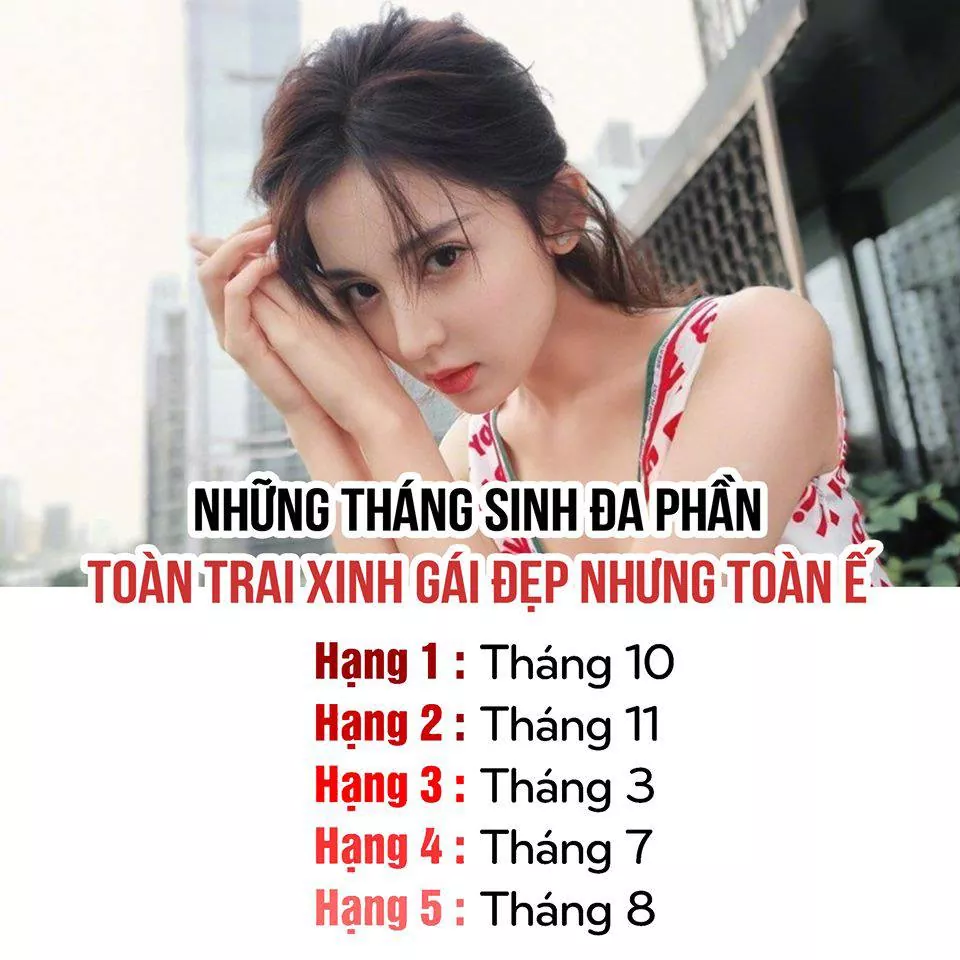 NHỮNG THÁNG SINH ĐA PHẦN
TOÀN TRAI XINH GÁI ĐẸP NHƯNG TOÀN Ế
Hạng 1 : Tháng 10
Hạng 2 : Tháng 11
Hạng 3 : Tháng 3
Hạng 4 : Tháng 7
Hạng 5 : Tháng 8